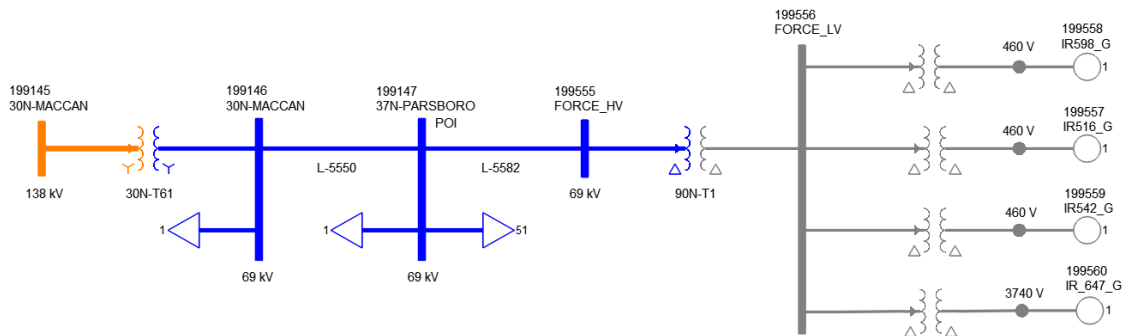 199145
30N-MACCAN
138 kV
30N-T61
199146
30N-MACCAN
1
69 kV
L-5550
199147
37N-PARSBORO
POI
1
51
69 kV
L-5582
199555
FORCE_HV
69 kV
90N-T1
199556
FORCE_LV
460 V
199558
IR598_G
1
460 V
199557
IR516_G
1
460 V
199559
IR542_G
1
3740 V
199560
IR_647_G
1